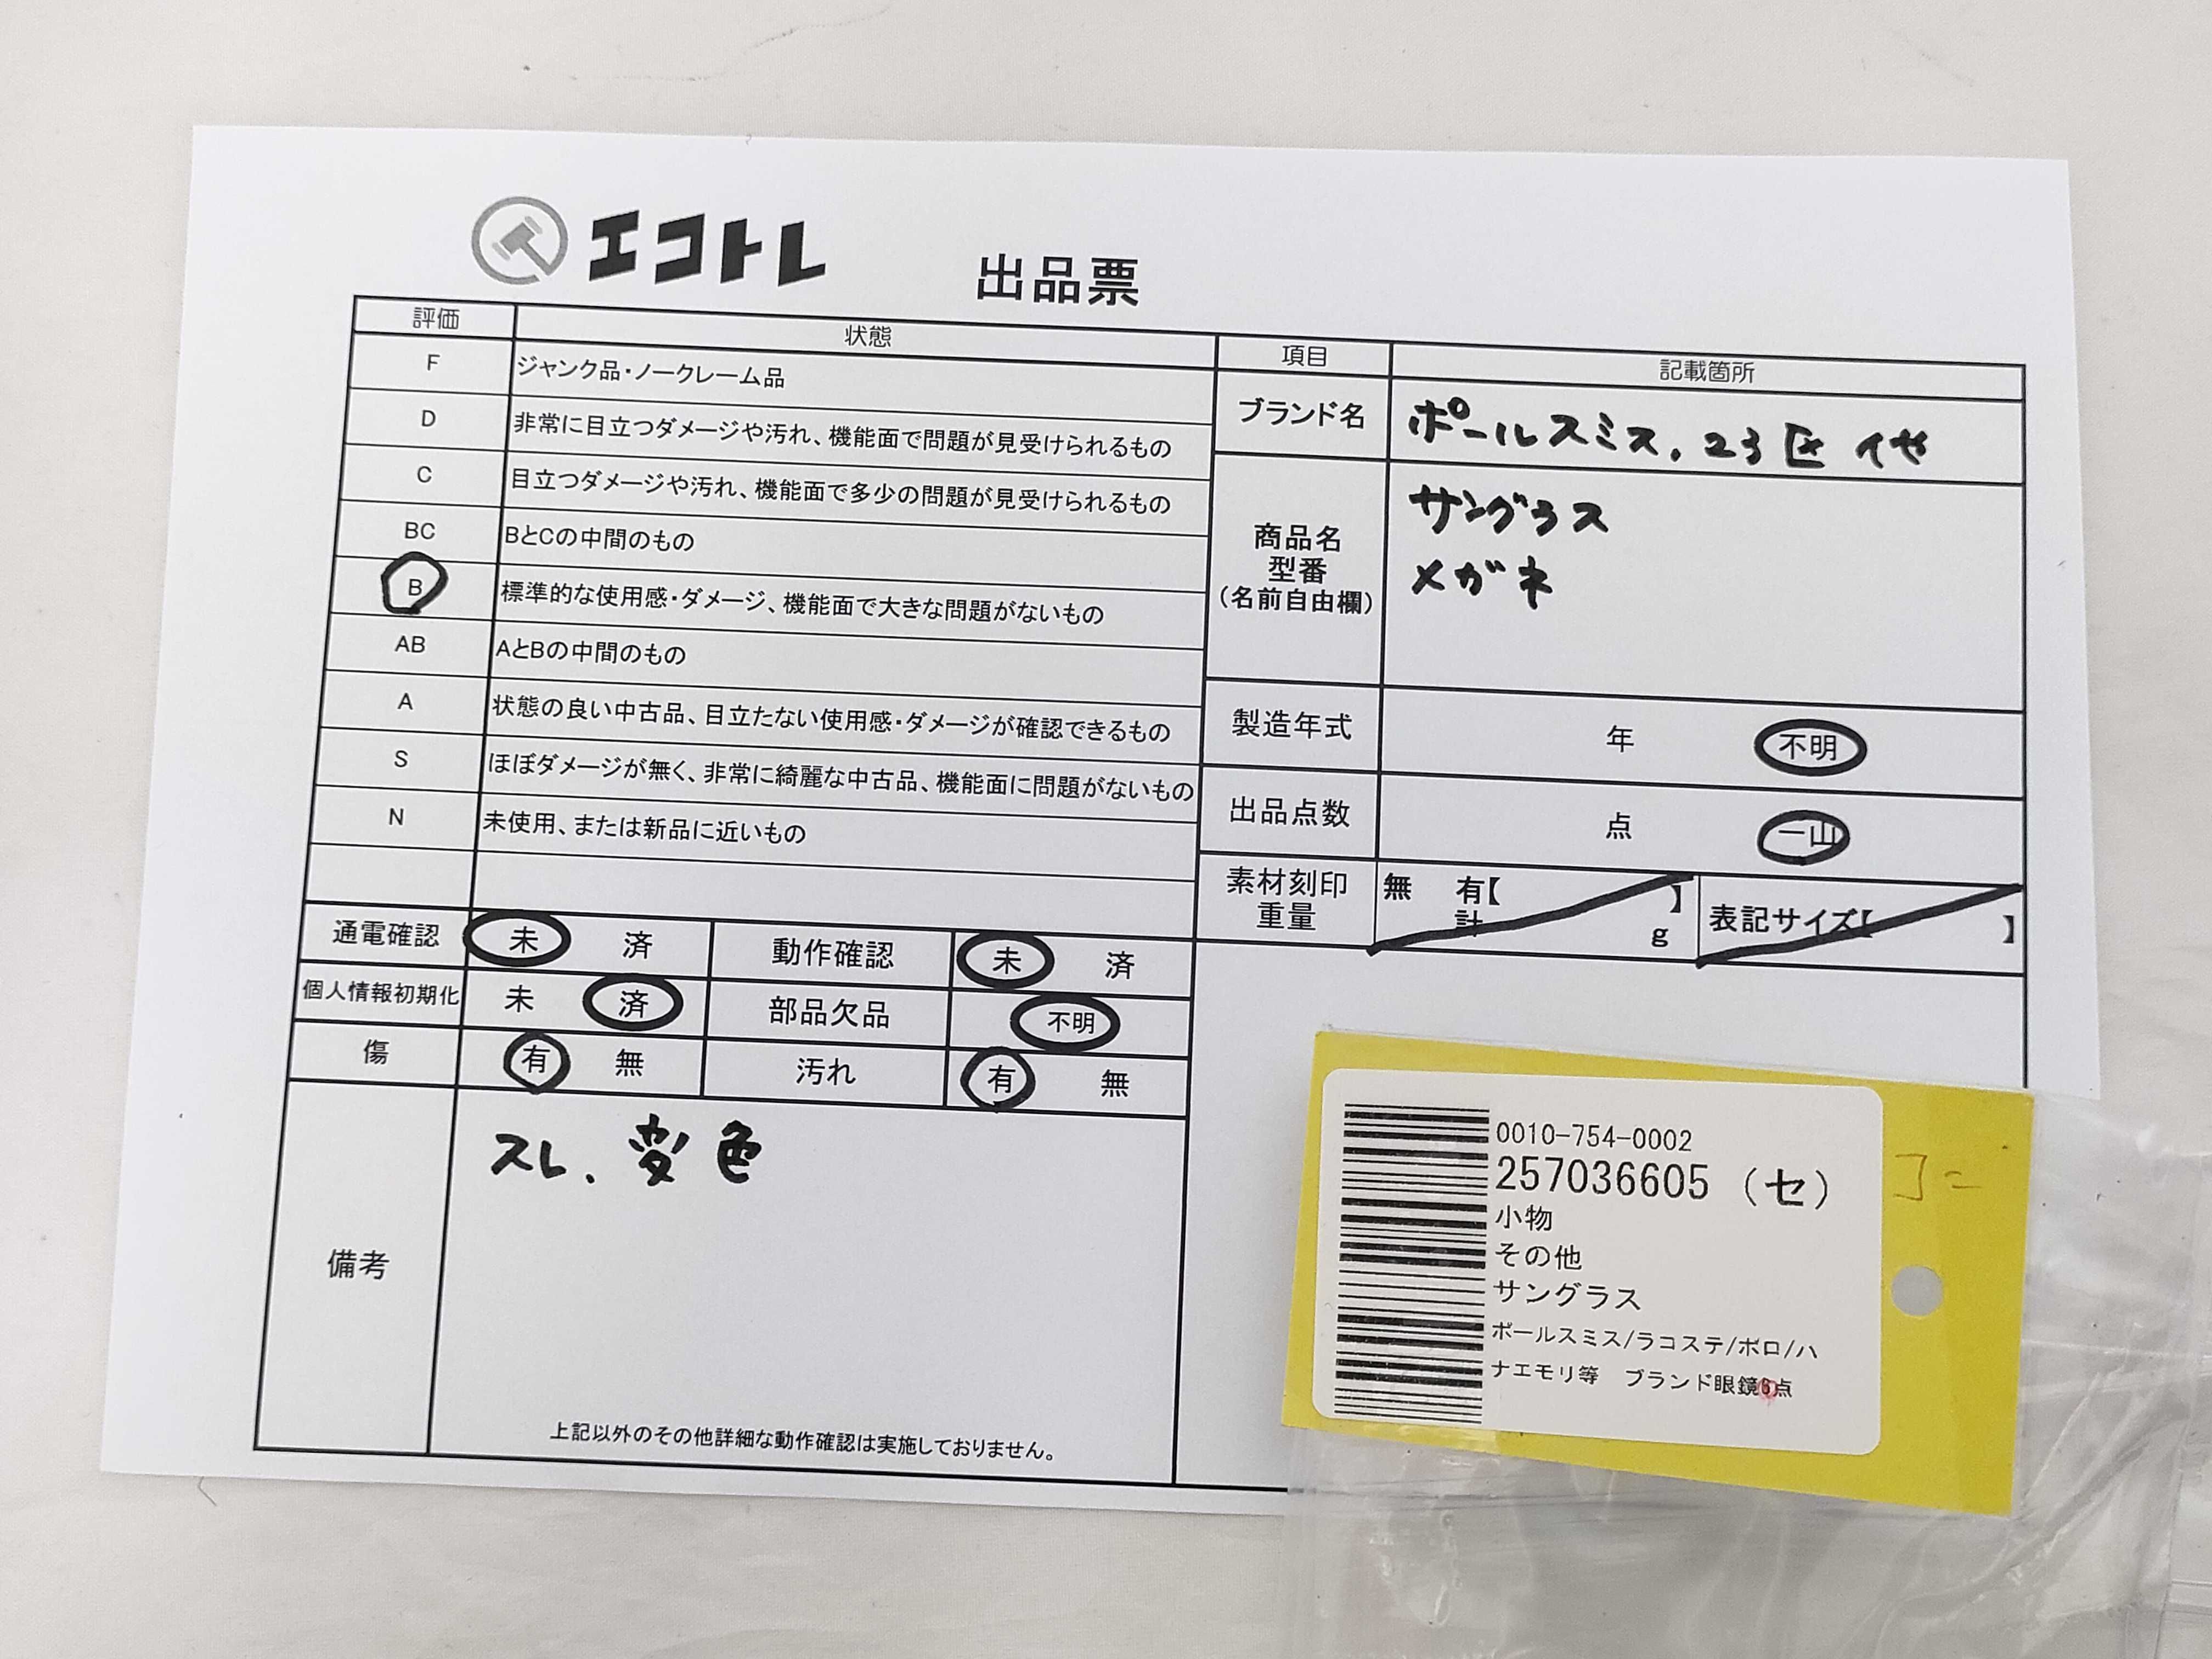 エコトレ 出品票
評価 状態
F ジャンク品・ノークレーム品
D 非常に目立つダメージや汚れ、機能面で問題が見受けられるもの
C 目立つダメージや汚れ、機能面で多少の問題が見受けられるもの
BC BとCの中間のもの
B 標準的な使用感・ダメージ、機能面で大きな問題がないもの
AB AとBの中間のもの
A 状態の良い中古品、目立たない使用感・ダメージが確認できるもの
S ほぼダメージが無く、非常に綺麗な中古品、機能面に問題がないもの
N 未使用、または新品に近いもの
通電確認 未 済 動作確認 未 済
個人情報初期化 未 済 部品欠品 不明
傷 有 無 汚れ 有 無
備考 スレ、変色
上記以外のその他詳細な動作確認は実施しておりません。
項目 記載箇所
ブランド名 ポールスミス、23区 他
商品名
型番
(名前自由欄)
サングラス
メガネ
製造年式 年 不明
出品点数 点 一山
素材刻印 無 有【 】
重量 計 g
表記サイズ【 】
0010-754-0002
257036605 (セ)
小物
その他
サングラス
ポールスミス/ラコステ/ポロ/ハ
ナエモリ等 ブランド眼鏡 点